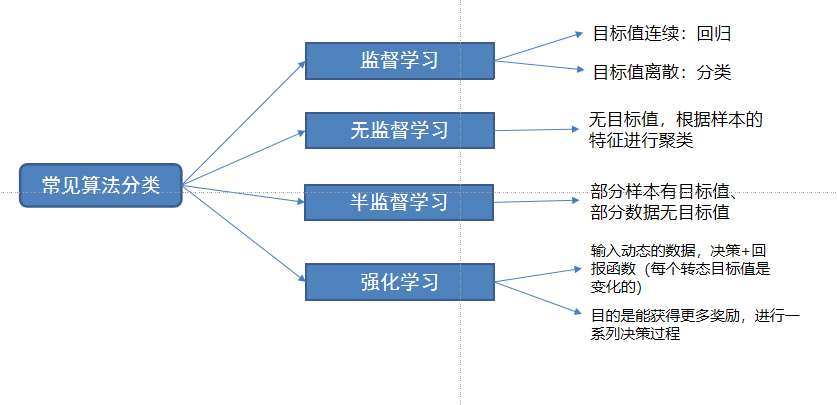 监督学习
目标值连续：回归
目标值离散：分类
无监督学习
无目标值，根据样本的
特征进行聚类
常见算法分类
半监督学习
部分样本有目标值、
部分数据无目标值
强化学习
输入动态的数据，决策+回
报函数（每个转态目标值是
变化的）
目的是能获得更多奖励，进行一
系列决策过程